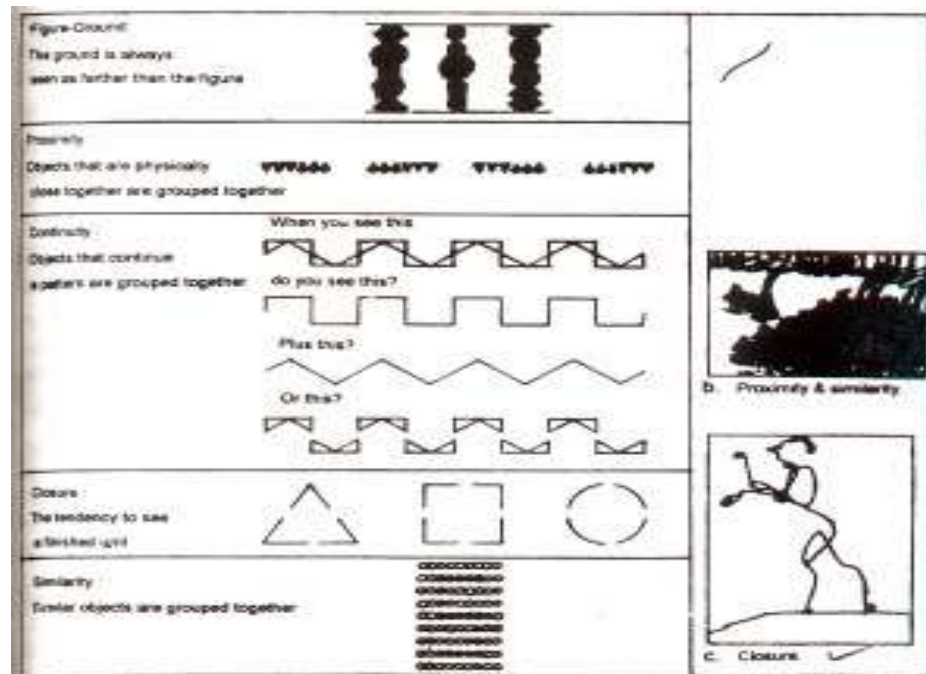 Figure-Ground
The ground is always
seen as farther than the figure
Proximity
Objects that are physically
close together are grouped together
Continuity
Objects that continue
a pattern are grouped together
When you see this
do you see this?
Plus this?
Or this?
Closure
The tendency to see
a finished unit
Similarity
Similar objects are grouped together
b. Proximity & similarity
c. Closure